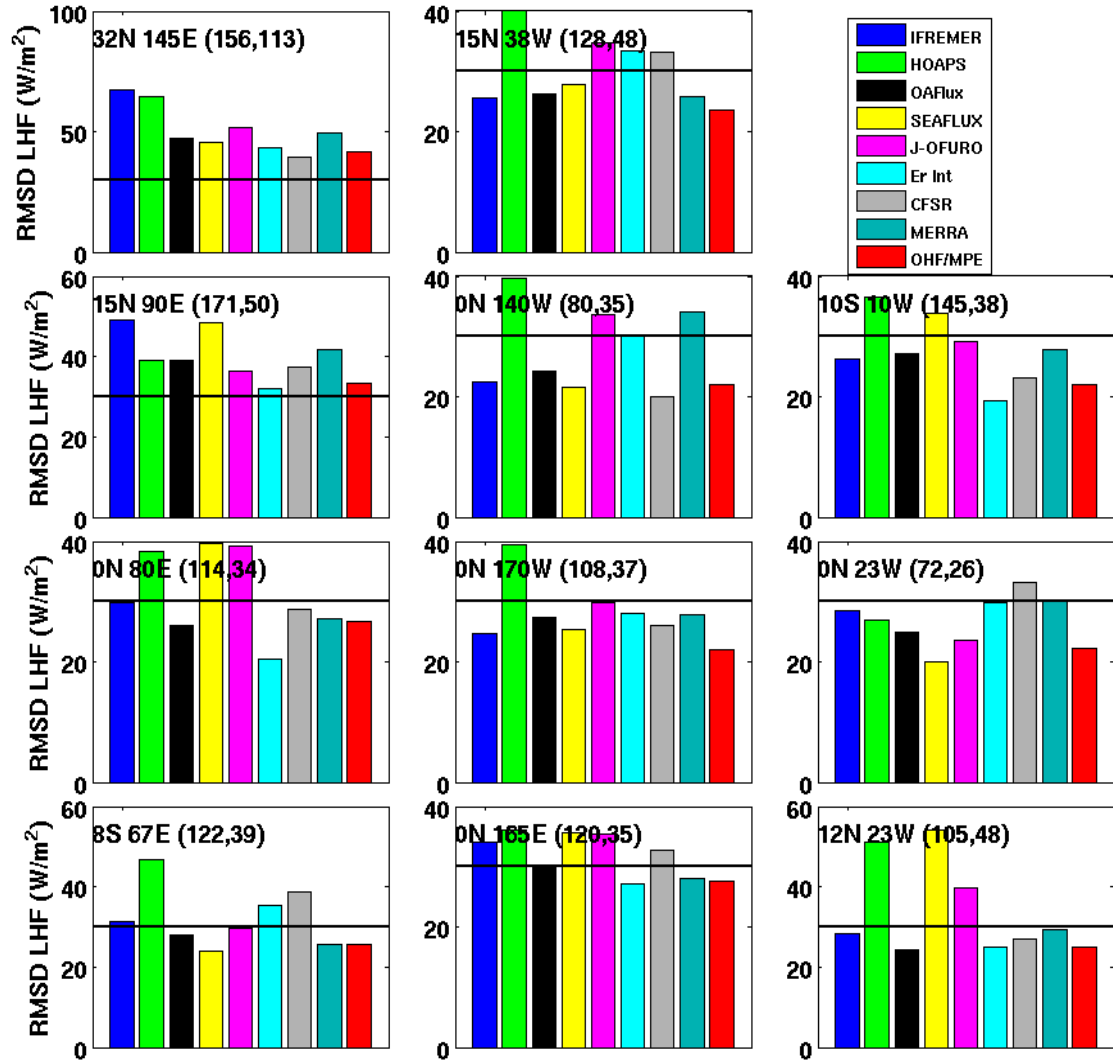 RMSD LHF (W/m²)
100
50
0
32N 145E (156,113)
40
20
0
15N 38W (128,48)
IFREMER
HOAPS
OAFlux
SEAFLUX
J-OFURO
Er Int
CFSR
MERRA
OHF/MPE
RMSD LHF (W/m²)
60
40
20
0
15N 90E (171,50)
40
20
0
0N 140W (80,35)
40
20
0
10S 10W (145,38)
RMSD LHF (W/m²)
40
20
0
0N 80E (114,34)
40
20
0
0N 170W (108,37)
40
20
0
0N 23W (72,26)
RMSD LHF (W/m²)
60
40
20
0
8S 67E (122,39)
40
20
0
0N 165E (120,35)
60
40
20
0
12N 23W (105,48)